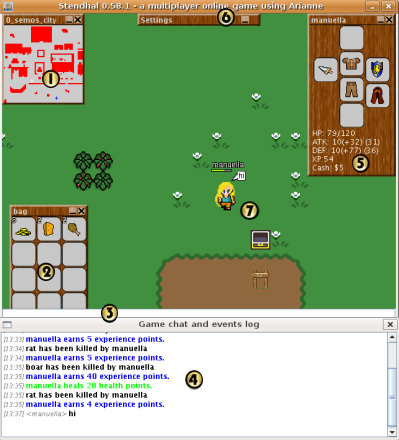 Stendhal 0.58.1 - a multiplayer online game using Arianne
0_semos_city
Settings
6
manuella
1
HP: 79/120
ATK: 10(+32) (31)
DEF: 10(+77) (36)
XP:54
Cash: $5
5
manuella
hi
7
bag
2
3
Game chat and events log
[13:33] manuella earns 5 experience points.
[13:34] rat has been killed by manuella
[13:34] manuella earns 5 experience points.
[13:35] boar has been killed by manuella
[13:35] manuella earns 40 experience points.
[13:35] manuella heals 20 health points.
[13:35] rat has been killed by manuella
[13:35] manuella earns 4 experience points.
[13:37] <manuella> hi
4